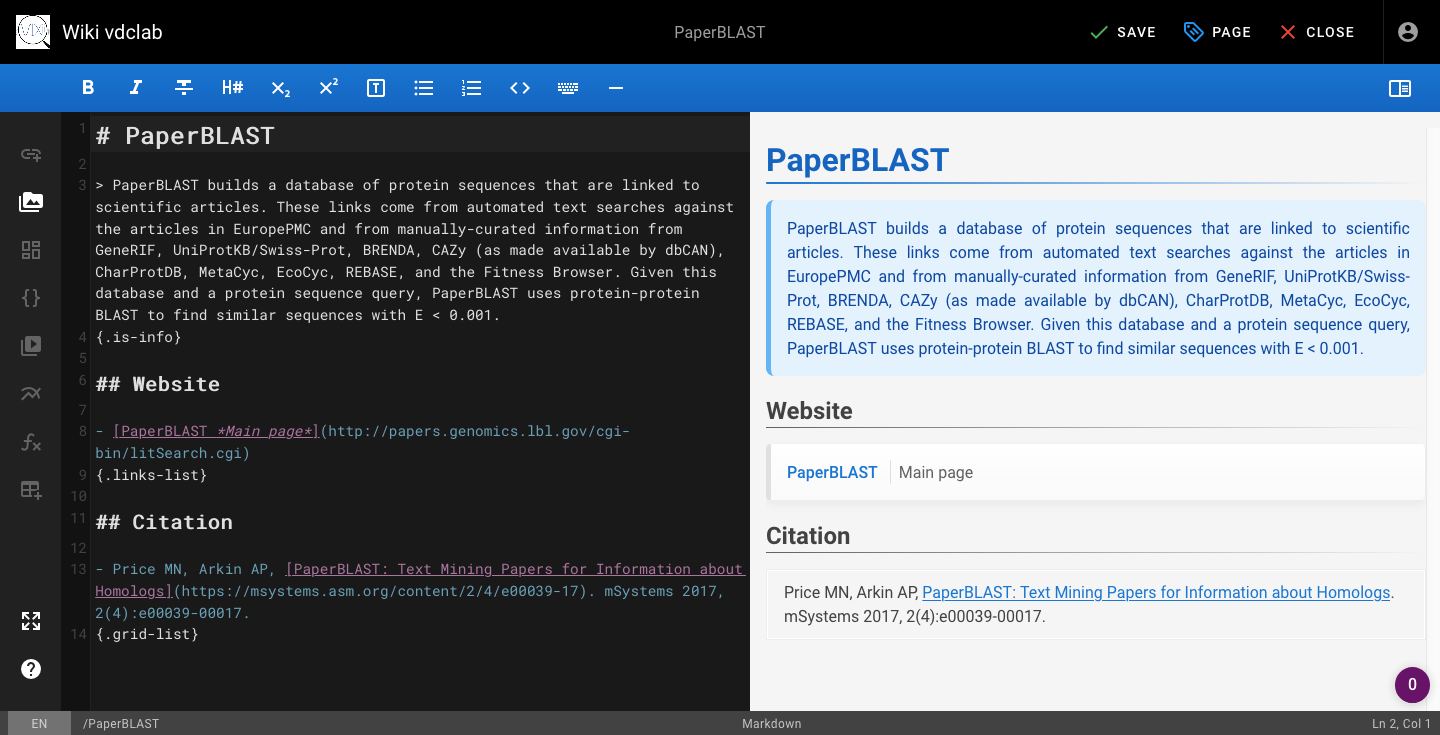 Wiki vdclab
PaperBLAST
SAVE
PAGE
CLOSE
B I S H# X₂ X² T
1 # PaperBLAST
2
3 > PaperBLAST builds a database of protein sequences that are linked to
scientific articles. These links come from automated text searches against
the articles in EuropePMC and from manually-curated information from
GeneRIF, UniProtKB/Swiss-Prot, BRENDA, CAZy (as made available by dbCAN),
CharProtDB, MetaCyc, EcoCyc, REBASE, and the Fitness Browser. Given this
database and a protein sequence query, PaperBLAST uses protein-protein
BLAST to find similar sequences with E < 0.001.
4 {.is-info}
5
6 ## Website
7
8 - [PaperBLAST *Main page*](http://papers.genomics.lbl.gov/cgi-
bin/litSearch.cgi)
9 {.links-list}
10
11 ## Citation
12
13 - Price MN, Arkin AP, [PaperBLAST: Text Mining Papers for Information about
Homologs](https://msystems.asm.org/content/2/4/e00039-17). mSystems 2017,
2(4):e00039-00017.
14 {.grid-list}
PaperBLAST
PaperBLAST builds a database of protein sequences that are linked to scientific
articles. These links come from automated text searches against the articles in
EuropePMC and from manually-curated information from GeneRIF, UniProtKB/Swiss-
Prot, BRENDA, CAZy (as made available by dbCAN), CharProtDB, MetaCyc, EcoCyc,
REBASE, and the Fitness Browser. Given this database and a protein sequence query,
PaperBLAST uses protein-protein BLAST to find similar sequences with E < 0.001.
Website
PaperBLAST Main page
Citation
Price MN, Arkin AP, PaperBLAST: Text Mining Papers for Information about Homologs.
mSystems 2017, 2(4):e00039-00017.
0
EN
/PaperBLAST
Markdown
Ln 2, Col 1